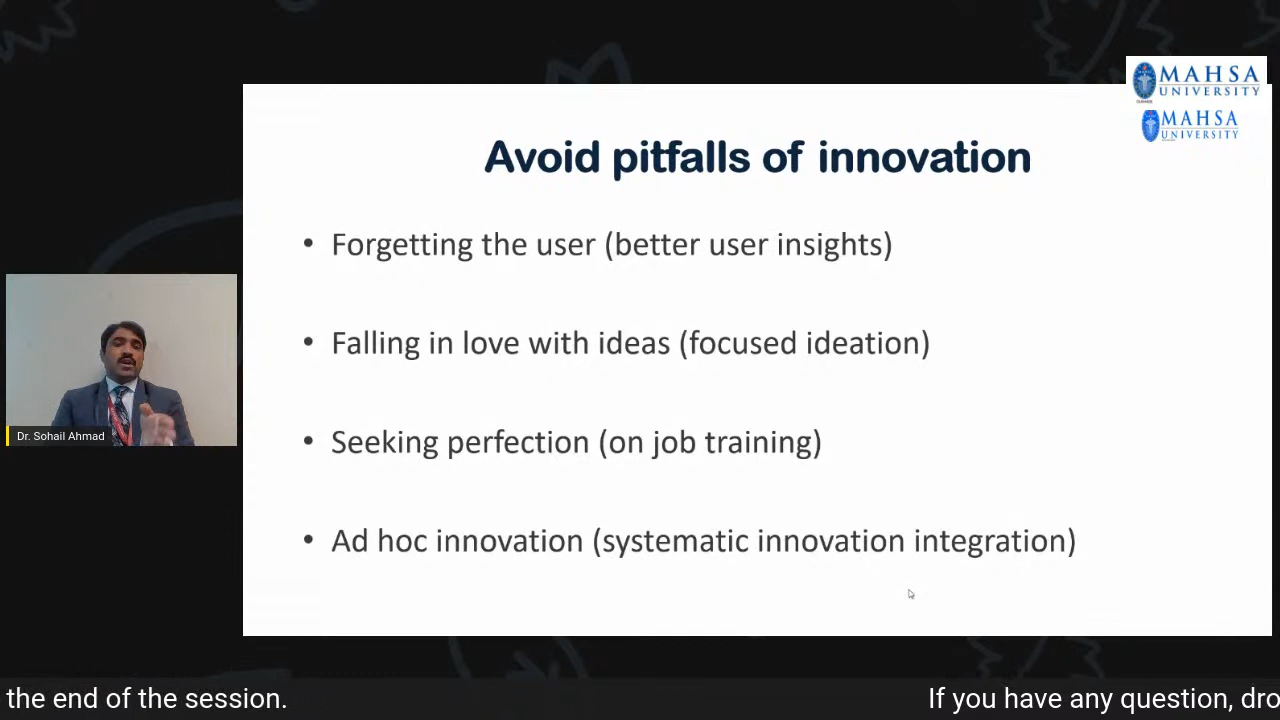 MAHSA
UNIVERSITY
MAHSA
UNIVERSITY
Avoid pitfalls of innovation
• Forgetting the user (better user insights)
• Falling in love with ideas (focused ideation)
• Seeking perfection (on job training)
• Ad hoc innovation (systematic innovation integration)
Dr. Sohail Ahmad
the end of the session.
If you have any question, dro